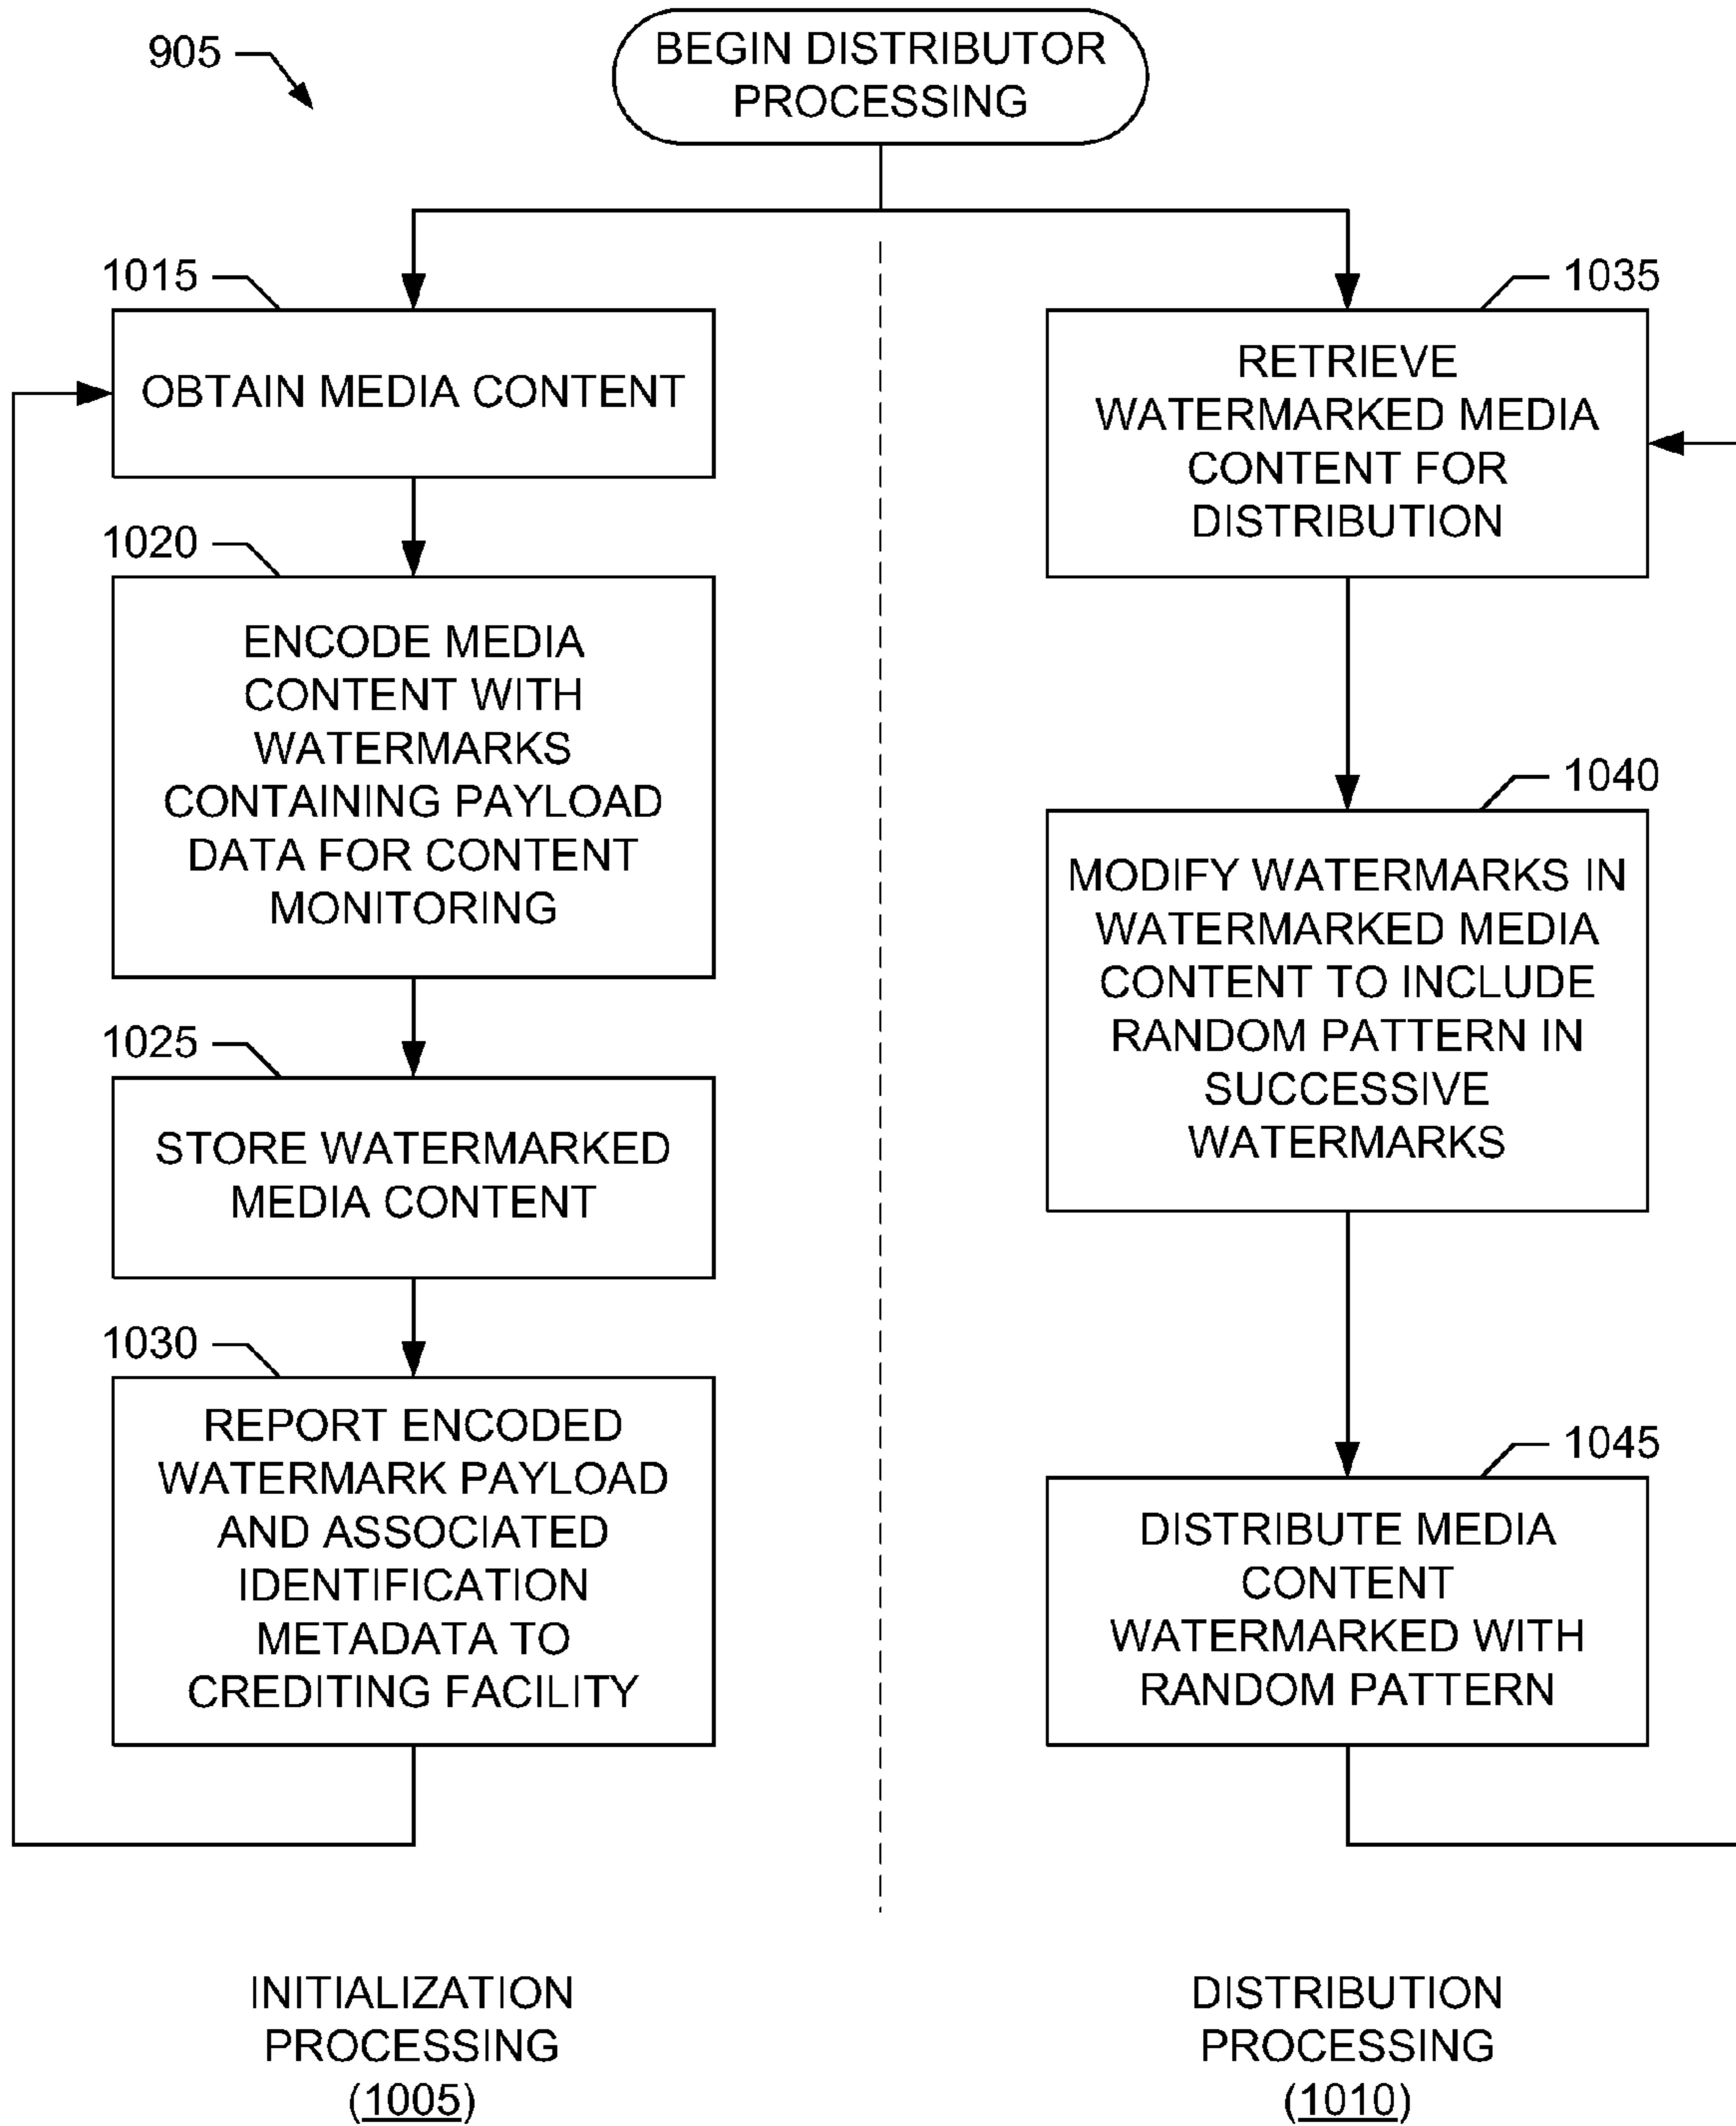 905
BEGIN DISTRIBUTOR
PROCESSING
1015
OBTAIN MEDIA CONTENT
1020
ENCODE MEDIA
CONTENT WITH
WATERMARKS
CONTAINING PAYLOAD
DATA FOR CONTENT
MONITORING
1025
STORE WATERMARKED
MEDIA CONTENT
1030
REPORT ENCODED
WATERMARK PAYLOAD
AND ASSOCIATED
IDENTIFICATION
METADATA TO
CREDITING FACILITY
INITIALIZATION
PROCESSING
(1005)
1035
RETRIEVE
WATERMARKED MEDIA
CONTENT FOR
DISTRIBUTION
1040
MODIFY WATERMARKS IN
WATERMARKED MEDIA
CONTENT TO INCLUDE
RANDOM PATTERN IN
SUCCESSIVE
WATERMARKS
1045
DISTRIBUTE MEDIA
CONTENT
WATERMARKED WITH
RANDOM PATTERN
DISTRIBUTION
PROCESSING
(1010)